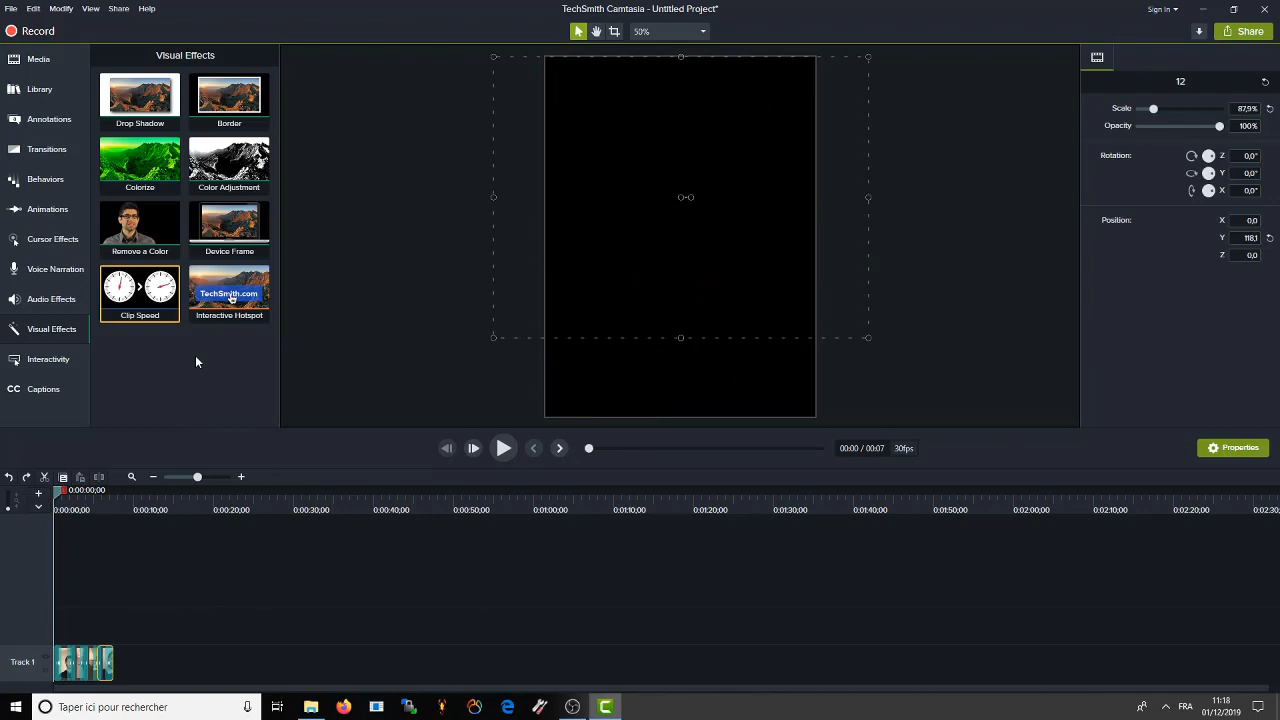 File Edit Modify View Share Help
TechSmith Camtasia - Untitled Project*
Sign In
Record
50%
Share
Media
Library
Annotations
Transitions
Behaviors
Animations
Cursor Effects
Voice Narration
Audio Effects
Visual Effects
Interactivity
CC Captions
Visual Effects
Drop Shadow
Border
Colorize
Color Adjustment
Remove a Color
Device Frame
Clip Speed
TechSmith.com
Interactive Hotspot
12
Scale 87,9%
Opacity 100%
Rotation: Z 0,0°
Y 0,0°
X 0,0°
Position: X 0,0
Y 118,1
Z 0,0
00:00 / 00:07 30fps
Properties
0:00:00;00
0:00:00;00 0:00:10;00 0:00:20;00 0:00:30;00 0:00:40;00 0:00:50;00 0:01:00;00 0:01:10;00 0:01:20;00 0:01:30;00 0:01:40;00 0:01:50;00 0:02:00;00 0:02:10;00 0:02:20;00 0:02:30;
Track 1
Taper ici pour rechercher
FRA
11:18
01/12/2019